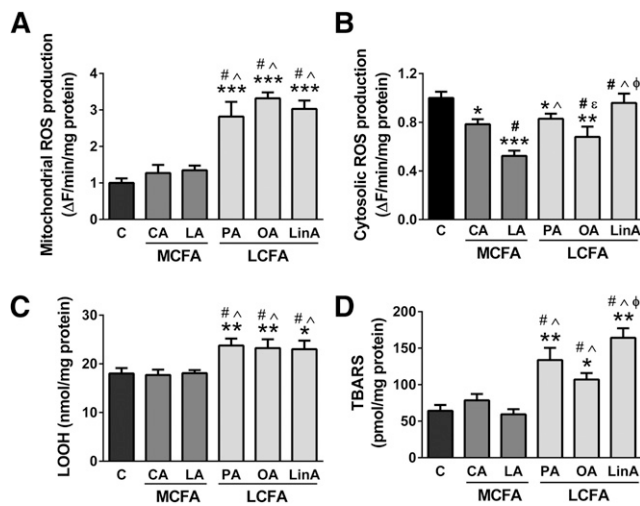 A
Mitochondrial ROS production
(ΔF/min/mg protein)
4
3
2
1
0
# ^
***
# ^
***
# ^
***
C CA LA PA OA LinA
MCFA LCFA
B
Cytosolic ROS production
(ΔF/min/mg protein)
1.2
0.8
0.4
0.0
*
#
***
* ^
# ε
**
# ^ ϕ
C CA LA PA OA LinA
MCFA LCFA
C
LOOH (nmol/mg protein)
30
20
10
0
# ^
**
# ^
**
# ^
*
C CA LA PA OA LinA
MCFA LCFA
D
TBARS
(pmol/mg protein)
200
150
100
50
0
# ^
**
# ^
*
# ^ ϕ
**
C CA LA PA OA LinA
MCFA LCFA